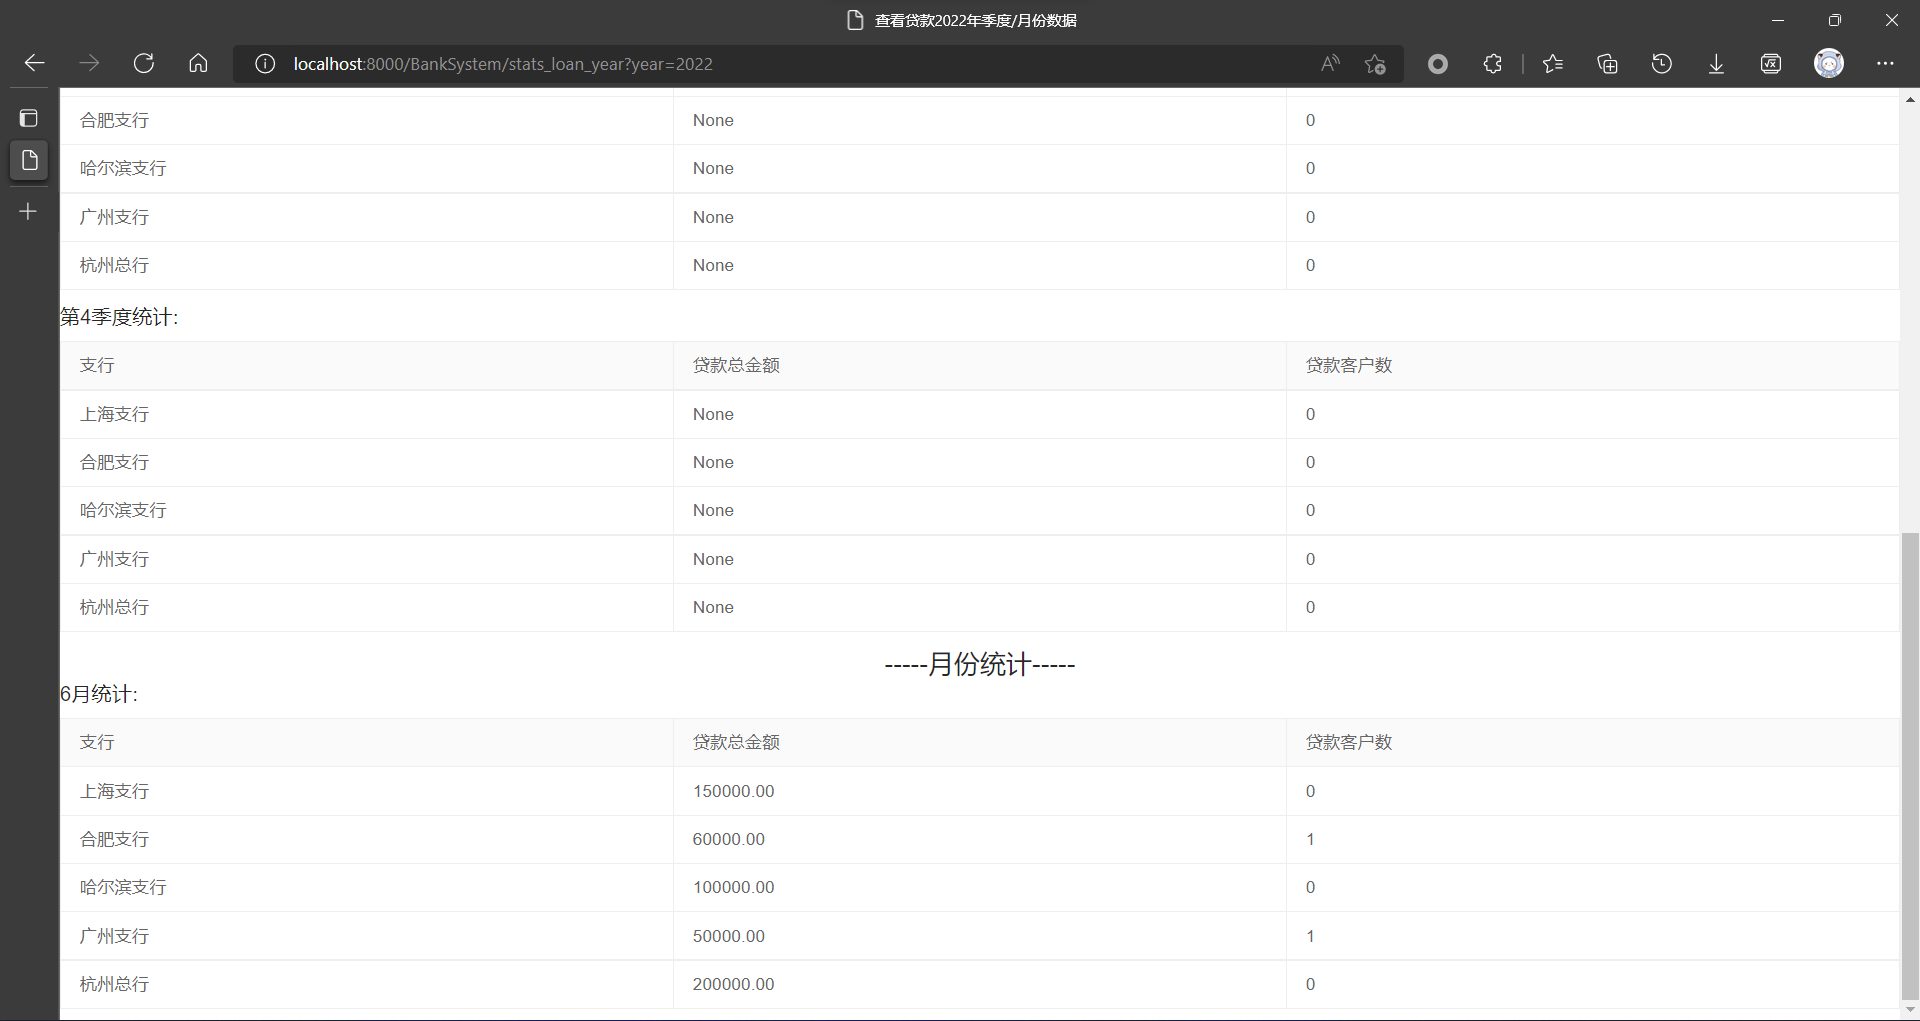 查看贷款2022年季度/月份数据
localhost:8000/BankSystem/stats_loan_year?year=2022
合肥支行 None 0
哈尔滨支行 None 0
广州支行 None 0
杭州总行 None 0
第4季度统计:
支行 贷款总金额 贷款客户数
上海支行 None 0
合肥支行 None 0
哈尔滨支行 None 0
广州支行 None 0
杭州总行 None 0
-----月份统计-----
6月统计:
支行 贷款总金额 贷款客户数
上海支行 150000.00 0
合肥支行 60000.00 1
哈尔滨支行 100000.00 0
广州支行 50000.00 1
杭州总行 200000.00 0